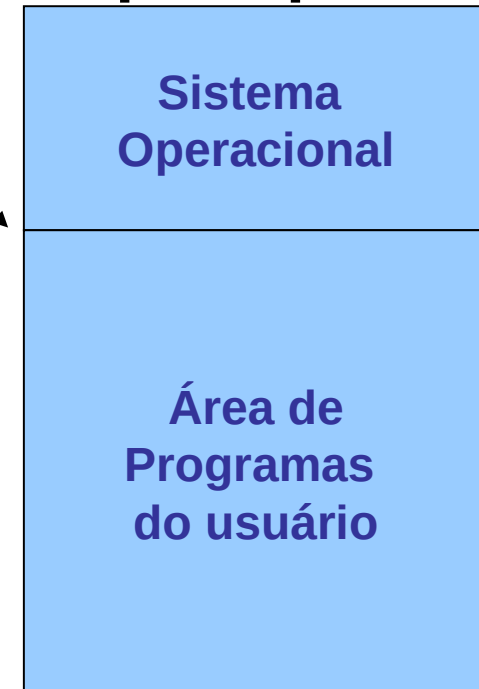 Sistema
Operacional
Área de
Programas
do usuário